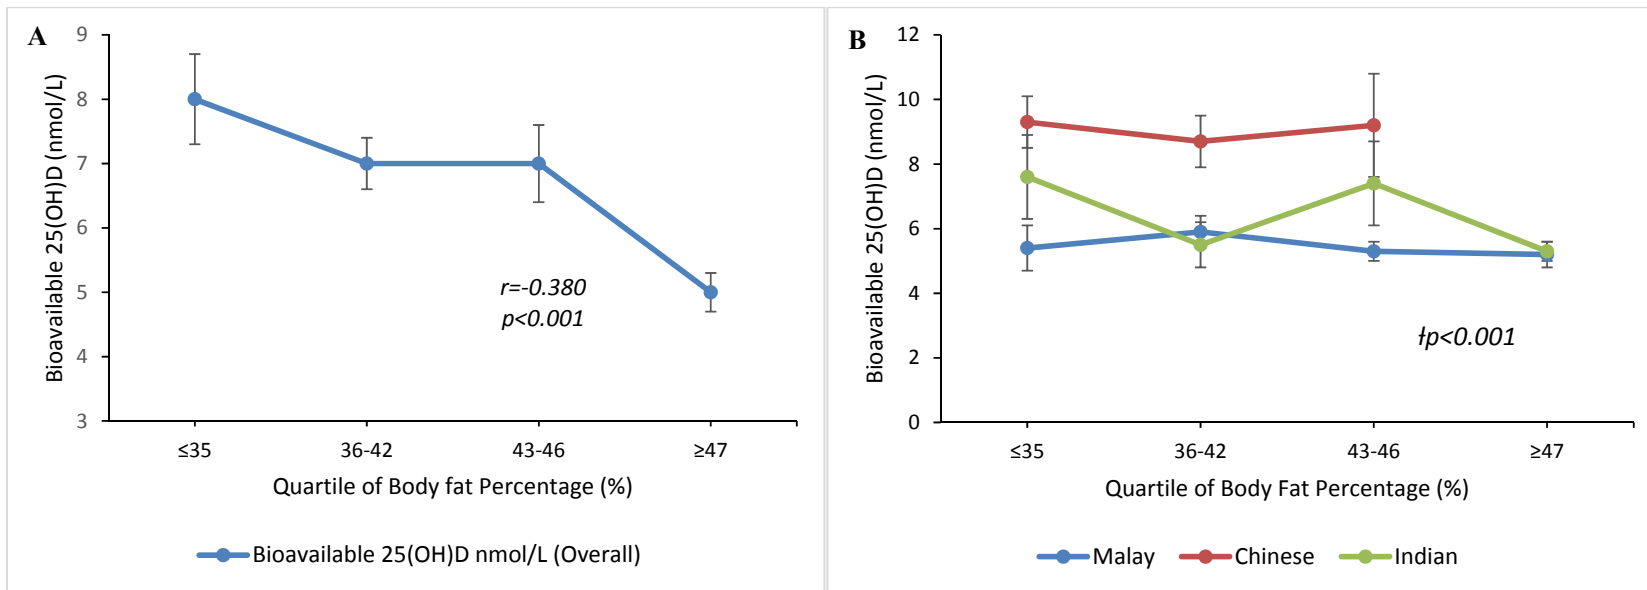 A
9
8
7
6
5
4
3
Bioavailable 25(OH)D (nmol/L)
r=-0.380
p<0.001
≤35
36-42
43-46
≥47
Quartile of Body fat Percentage (%)
Bioavailable 25(OH)D nmol/L (Overall)
B
12
10
8
6
4
2
0
Bioavailable 25(OH)D (nmol/L)
ƚp<0.001
≤35
36-42
43-46
≥47
Quartile of Body Fat Percentage (%)
Malay
Chinese
Indian